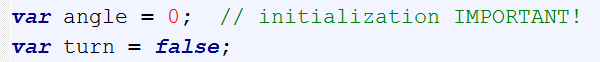 var angle = 0;  // initialization IMPORTANT!
var turn = false;